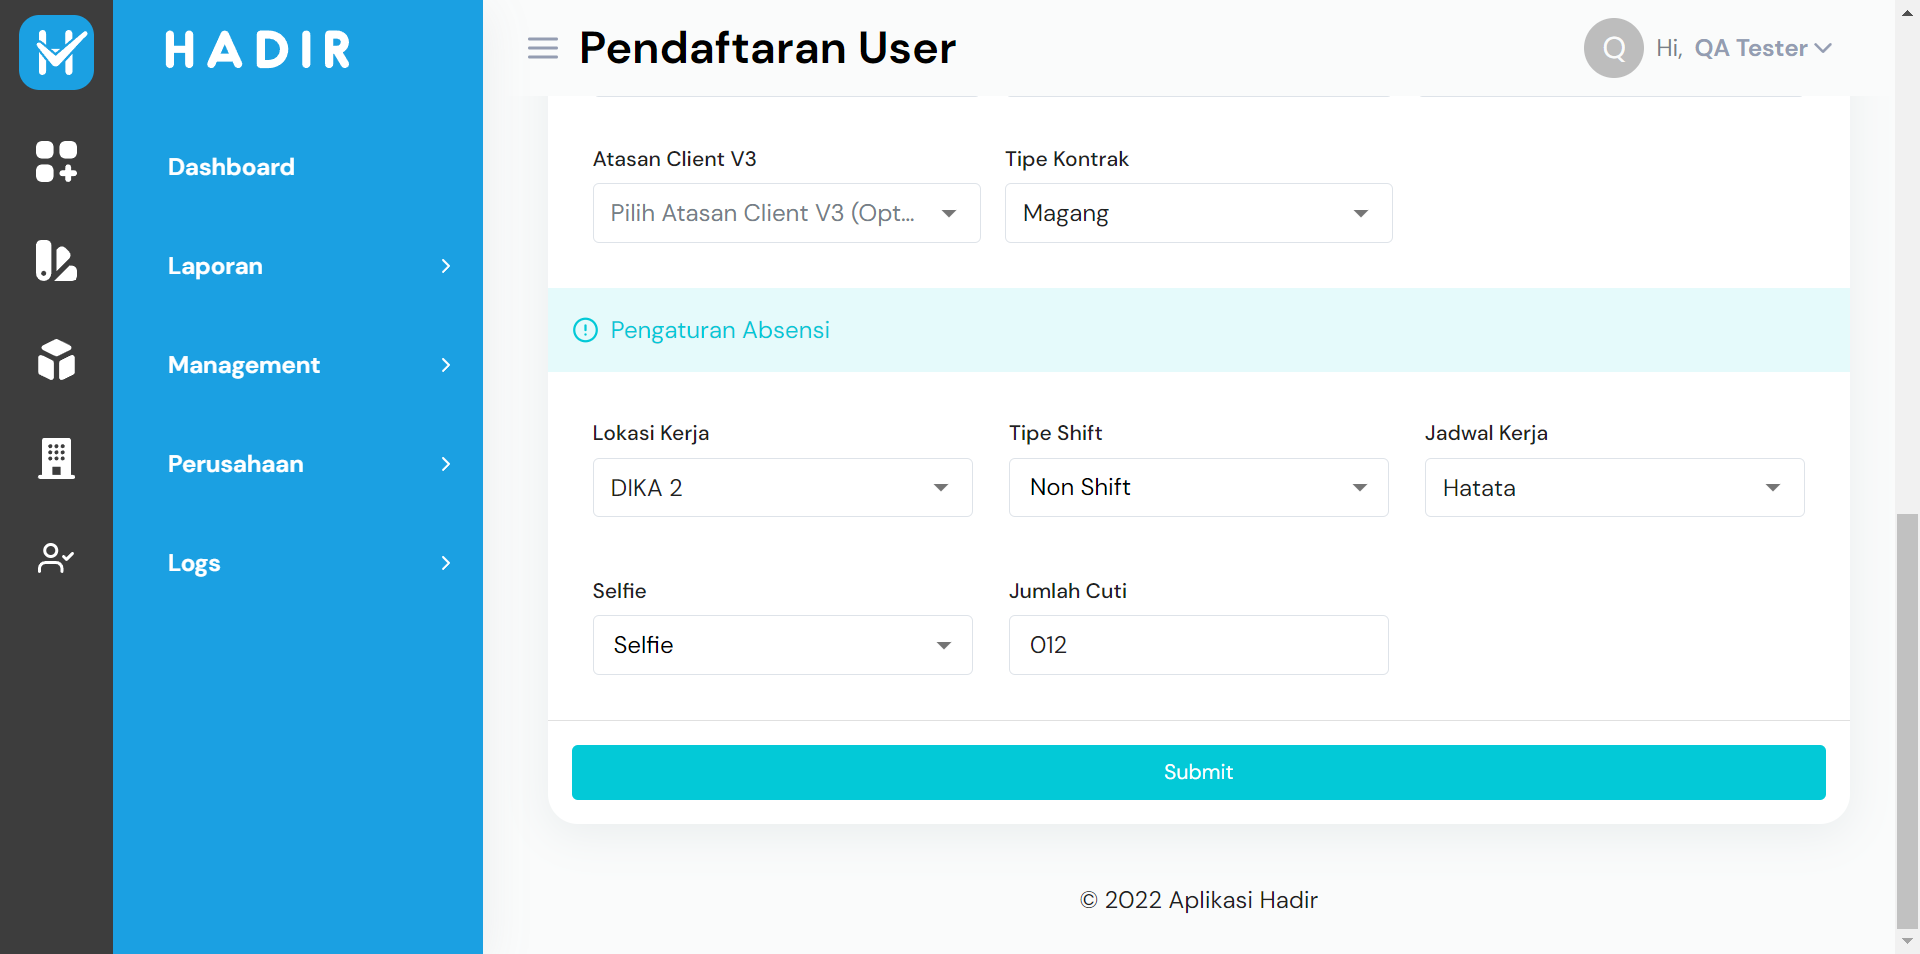 HADIR
Pendaftaran User
Q
Hi, QA Tester
Dashboard
Laporan
Management
Perusahaan
Logs
Atasan Client V3
Tipe Kontrak
Pilih Atasan Client V3 (Opt...
Magang
Pengaturan Absensi
Lokasi Kerja
Tipe Shift
Jadwal Kerja
DIKA 2
Non Shift
Hatata
Selfie
Jumlah Cuti
Selfie
012
Submit
© 2022 Aplikasi Hadir